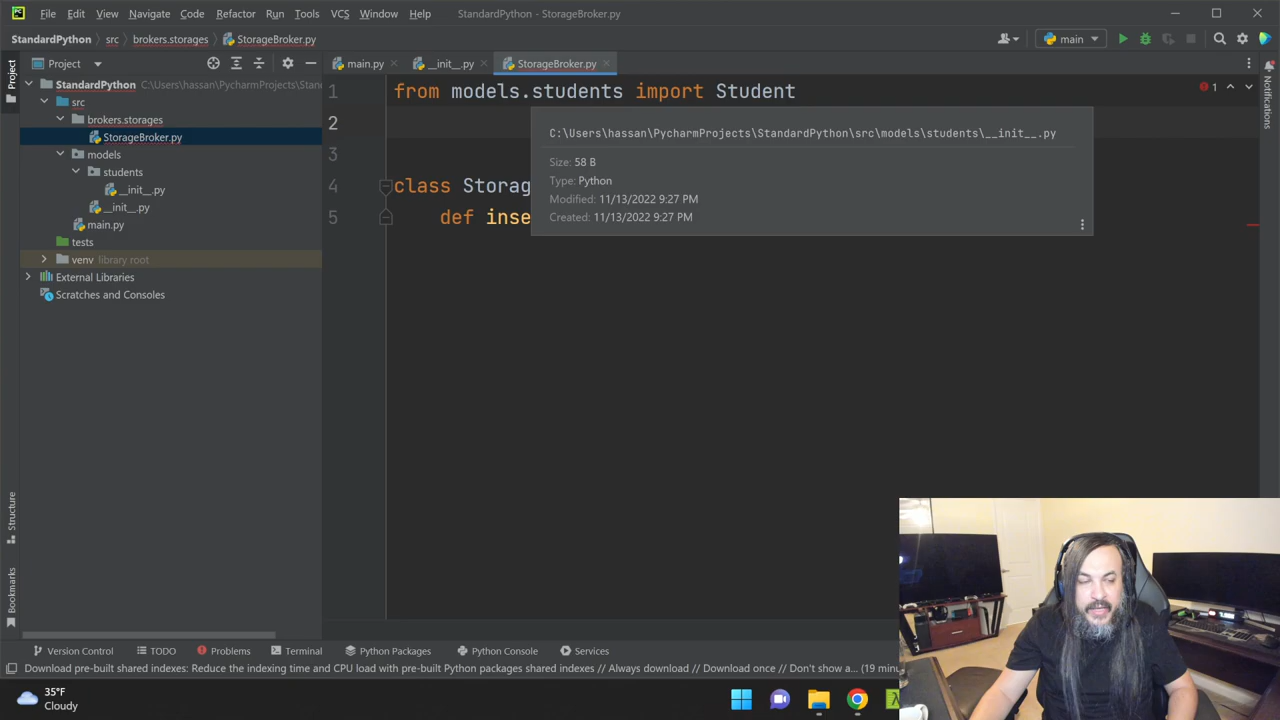 File Edit View Navigate Code Refactor Run Tools VCS Window Help StandardPython - StorageBroker.py
StandardPython src brokers.storages StorageBroker.py main
Project
main.py __init__.py StorageBroker.py
StandardPython C:\Users\hassan\PycharmProjects\Stan
src
brokers.storages
StorageBroker.py
models
students
__init__.py
__init__.py
main.py
tests
venv library root
External Libraries
Scratches and Consoles
Project
Structure
Bookmarks
1 from models.students import Student
1
2
3
4 class Storag
5 def inse
C:\Users\hassan\PycharmProjects\StandardPython\src\models\students\__init__.py
Size: 58 B
Type: Python
Modified: 11/13/2022 9:27 PM
Created: 11/13/2022 9:27 PM
Notifications
Version Control TODO Problems Terminal Python Packages Python Console Services
Download pre-built shared indexes: Reduce the indexing time and CPU load with pre-built Python packages shared indexes // Always download // Download once // Don't show a... (19 minu
35°F
Cloudy